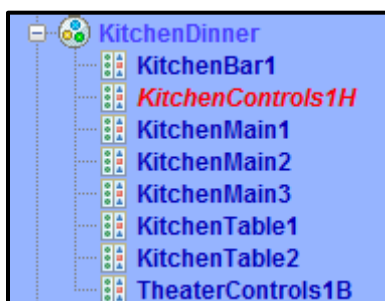 KitchenDinner
KitchenBar1
KitchenControls1H
KitchenMain1
KitchenMain2
KitchenMain3
KitchenTable1
KitchenTable2
TheaterControls1B